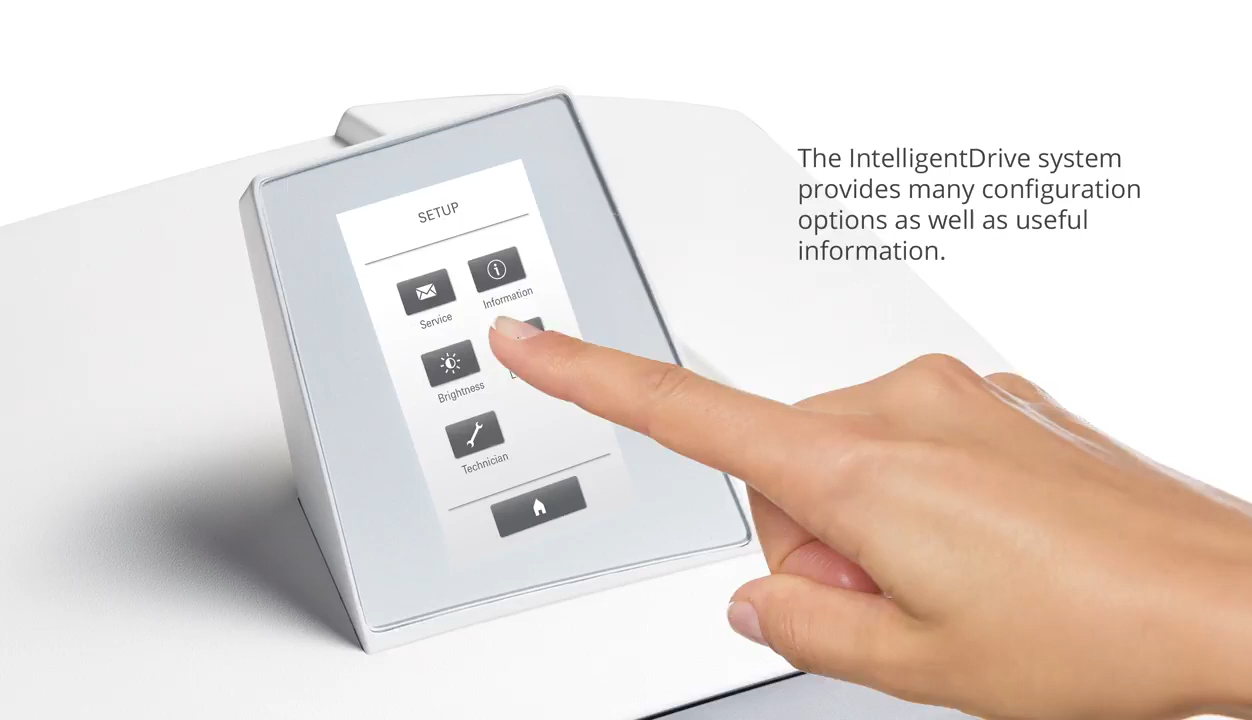 The IntelligentDrive system
provides many configuration
options as well as useful
information.
SETUP
Service
Information
Brightness
Technician